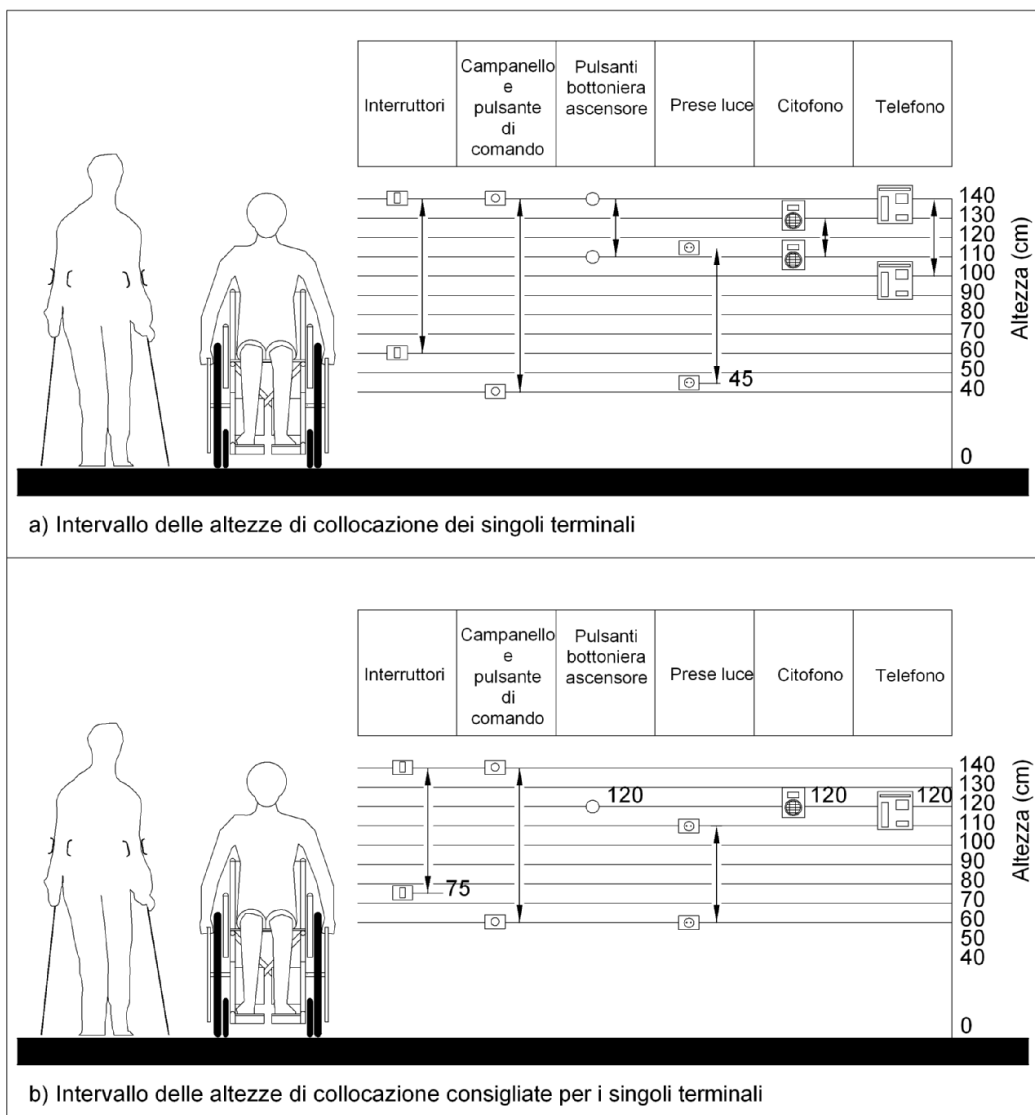 Interruttori
Campanello
e
pulsante
di
comando
Pulsanti
bottoniera
ascensore
Prese luce
Citofono
Telefono
140
130
120
110
100
90
80
70
60
50
40
0
Altezza (cm)
45
a) Intervallo delle altezze di collocazione dei singoli terminali
Interruttori
Campanello
e
pulsante
di
comando
Pulsanti
bottoniera
ascensore
Prese luce
Citofono
Telefono
120
120
120
75
140
130
120
110
100
90
80
70
60
50
40
0
Altezza (cm)
b) Intervallo delle altezze di collocazione consigliate per i singoli terminali